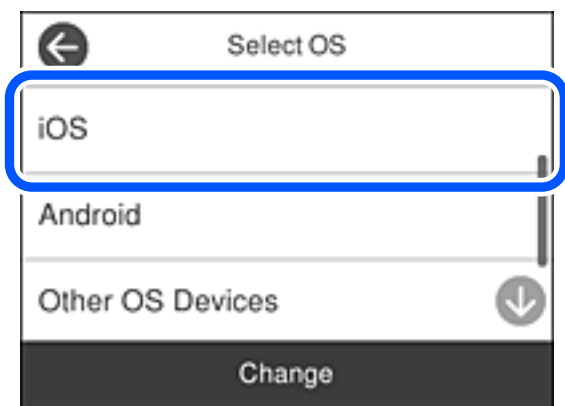 Select OS
iOS
Android
Other OS Devices
Change